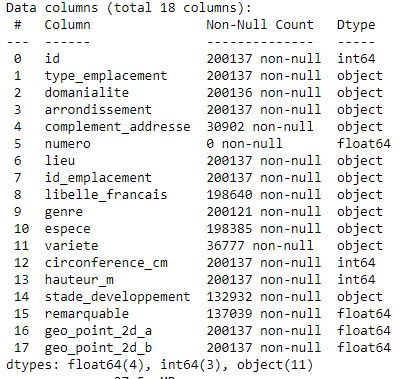 Data columns (total 18 columns):
 #   Column               Non-Null Count   Dtype
---  ------               --------------   -----
 0   id                   200137 non-null  int64
 1   type_emplacement     200137 non-null  object
 2   domanialite          200136 non-null  object
 3   arrondissement       200137 non-null  object
 4   complement_addresse  30902 non-null   object
 5   numero               0 non-null       float64
 6   lieu                 200137 non-null  object
 7   id_emplacement       200137 non-null  object
 8   libelle_francais     198640 non-null  object
 9   genre                200121 non-null  object
 10  espece               198385 non-null  object
 11  variete              36777 non-null   object
 12  circonference_cm     200137 non-null  int64
 13  hauteur_m            200137 non-null  int64
 14  stade_developpement  132932 non-null  object
 15  remarquable          137039 non-null  float64
 16  geo_point_2d_a       200137 non-null  float64
 17  geo_point_2d_b       200137 non-null  float64
dtypes: float64(4), int64(3), object(11)